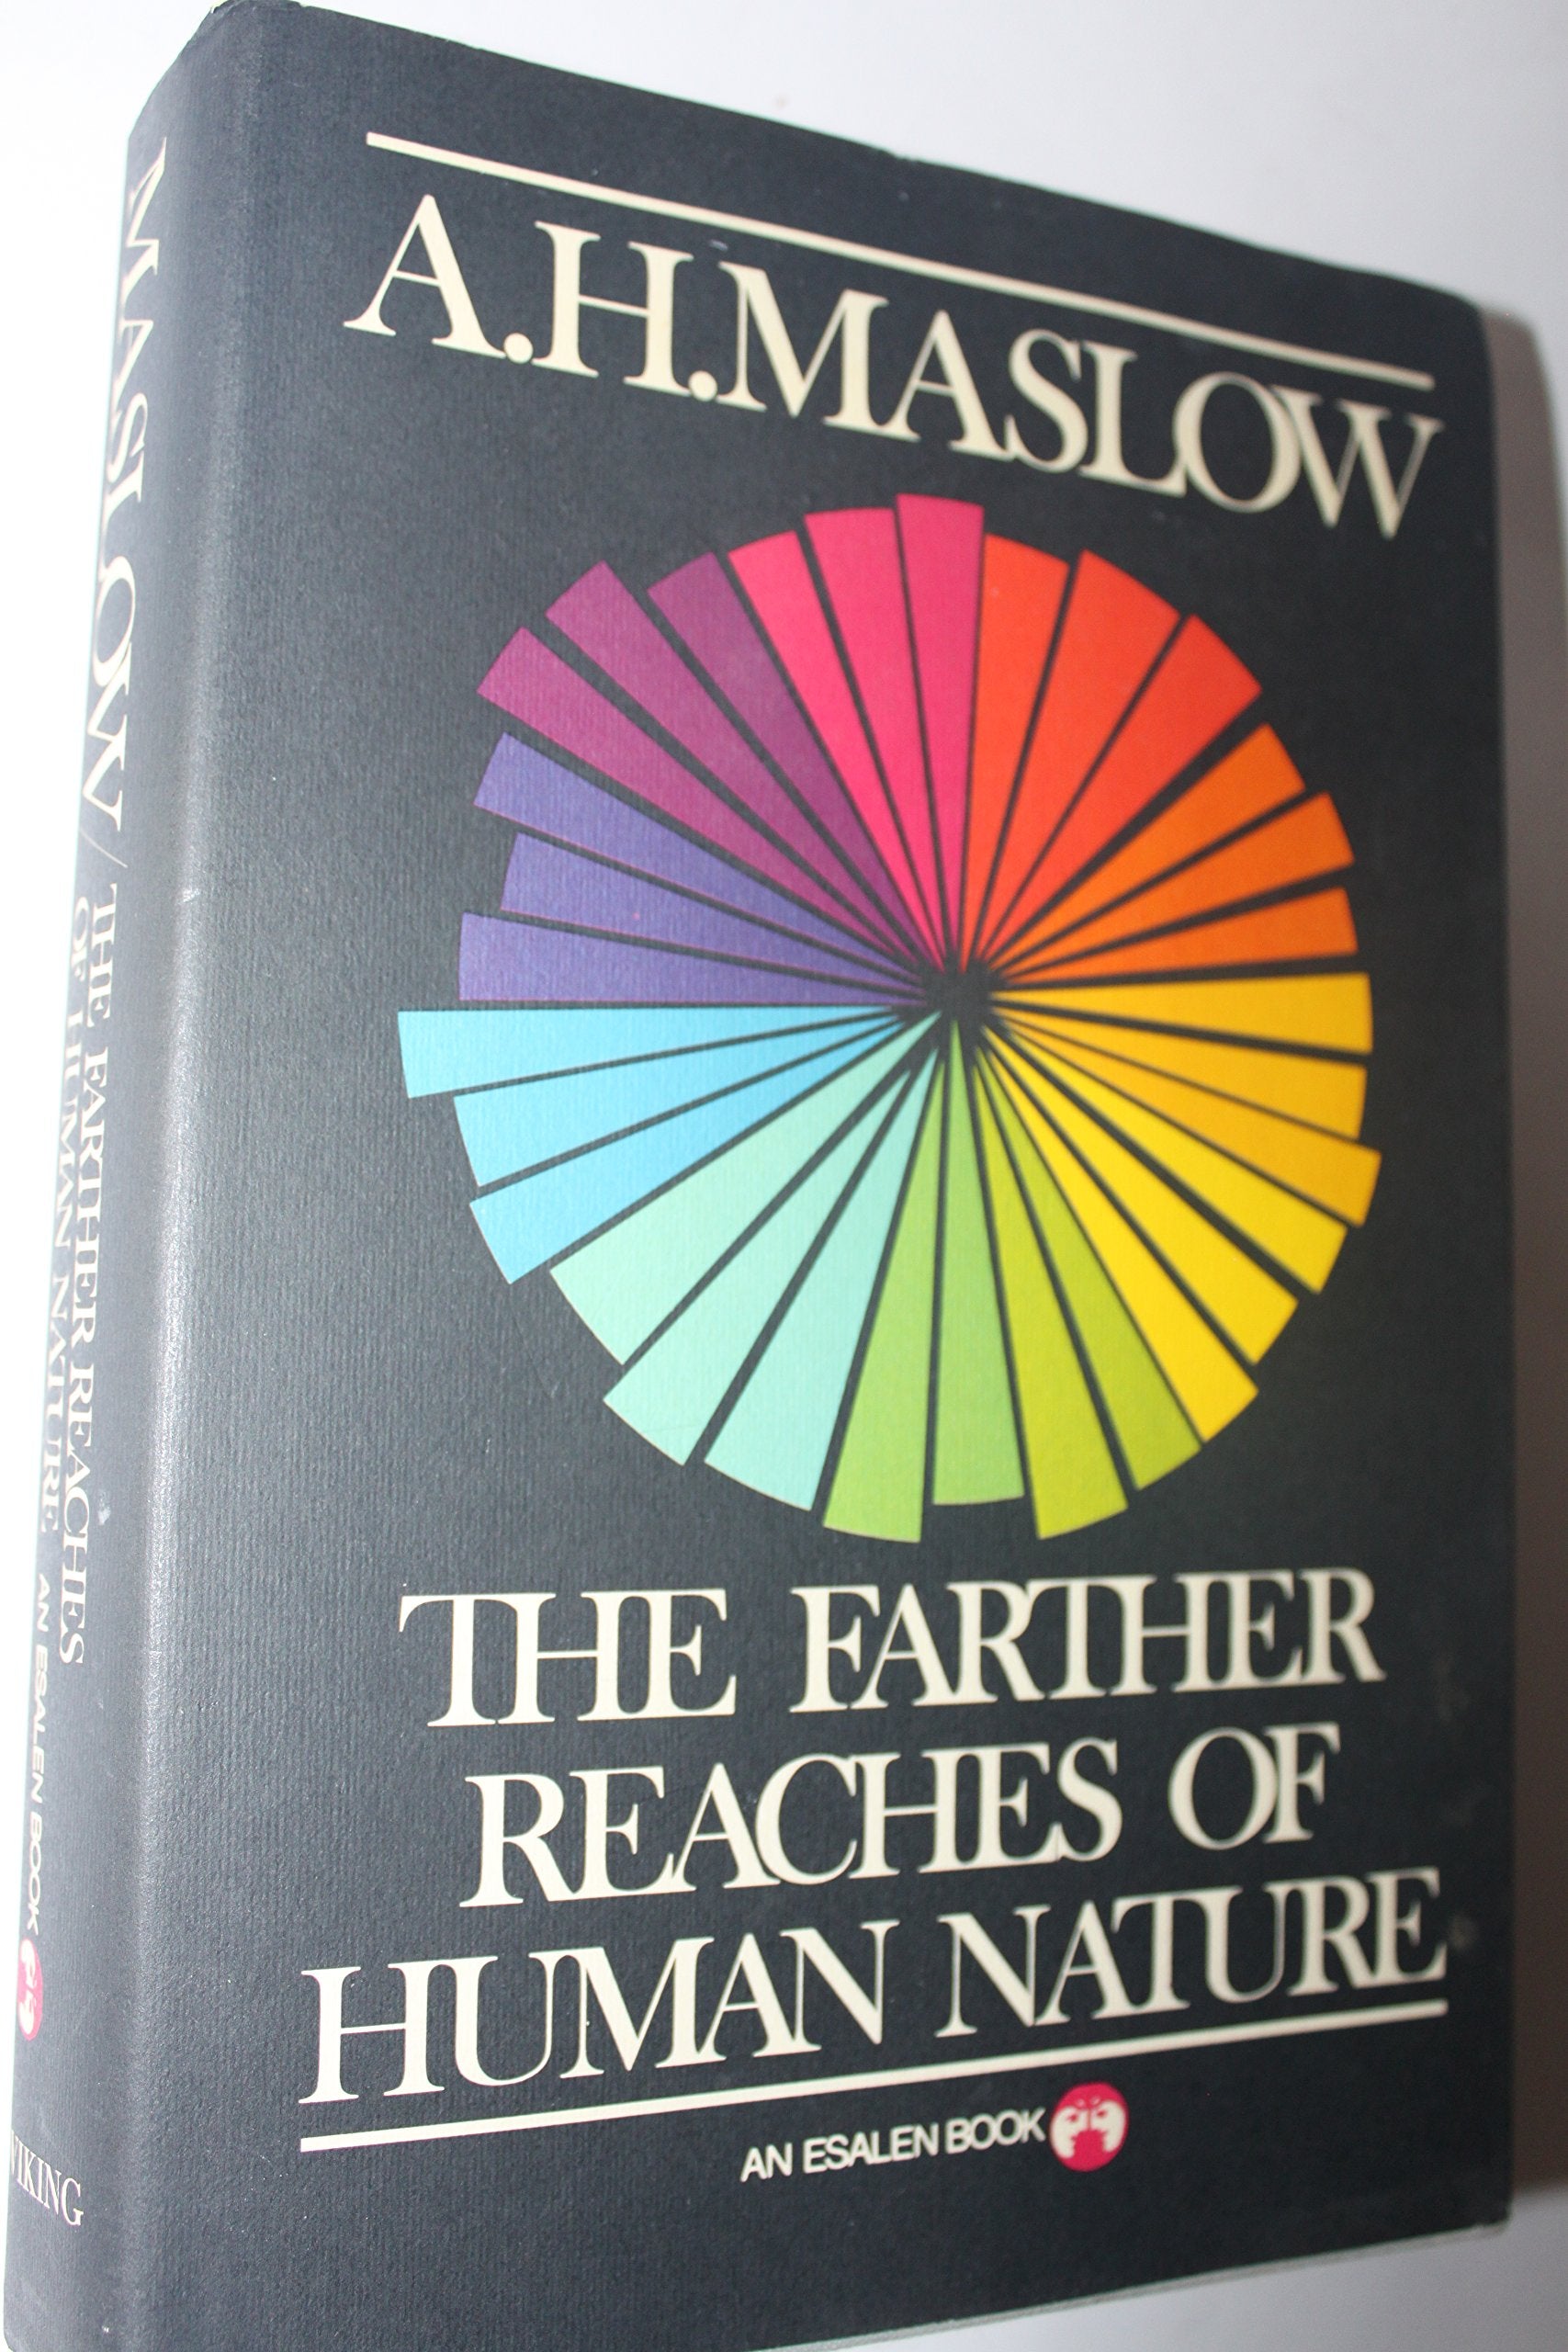 A.H.MASLOW
THE FARTHER
REACHES OF
HUMAN NATURE
AN ESALEN BOOK
MASLOW / THE FARTHER REACHES
OF HUMAN NATURE
AN ESALEN BOOK
VIKING